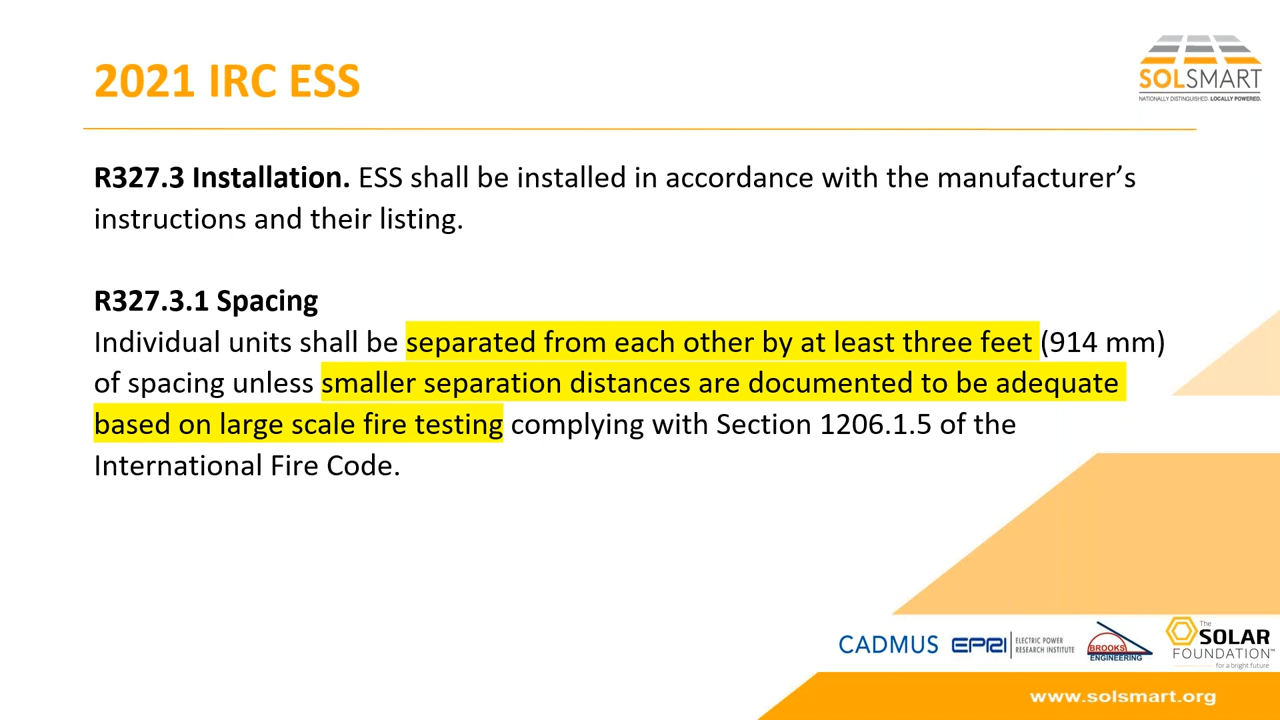 2021 IRC ESS
SOLSMART
NATIONALLY DISTINGUISHED. LOCALLY POWERED.
R327.3 Installation. ESS shall be installed in accordance with the manufacturer’s
instructions and their listing.
R327.3.1 Spacing
Individual units shall be separated from each other by at least three feet (914 mm)
of spacing unless smaller separation distances are documented to be adequate
based on large scale fire testing complying with Section 1206.1.5 of the
International Fire Code.
CADMUS
EPRI
ELECTRIC POWER
RESEARCH INSTITUTE
BROOKS
ENGINEERING
The
SOLAR
FOUNDATION™
for a bright future
www.solsmart.org